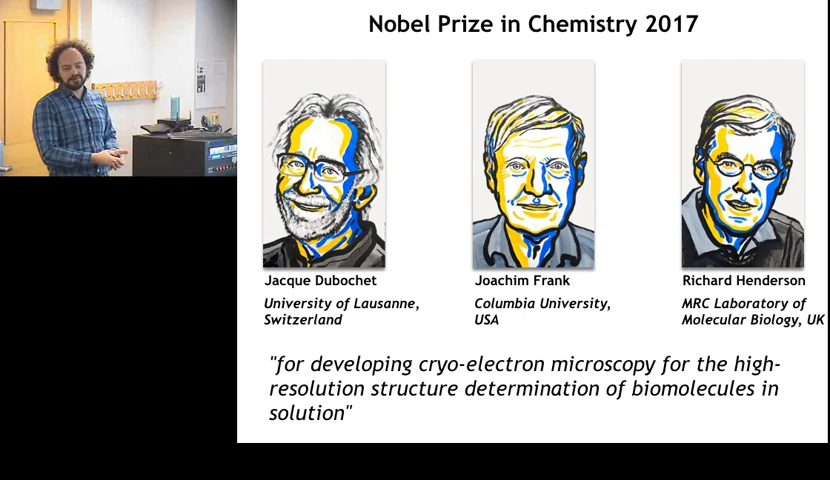 Nobel Prize in Chemistry 2017
Jacque Dubochet
University of Lausanne,
Switzerland
Joachim Frank
Columbia University,
USA
Richard Henderson
MRC Laboratory of
Molecular Biology, UK
"for developing cryo-electron microscopy for the high-
resolution structure determination of biomolecules in
solution"